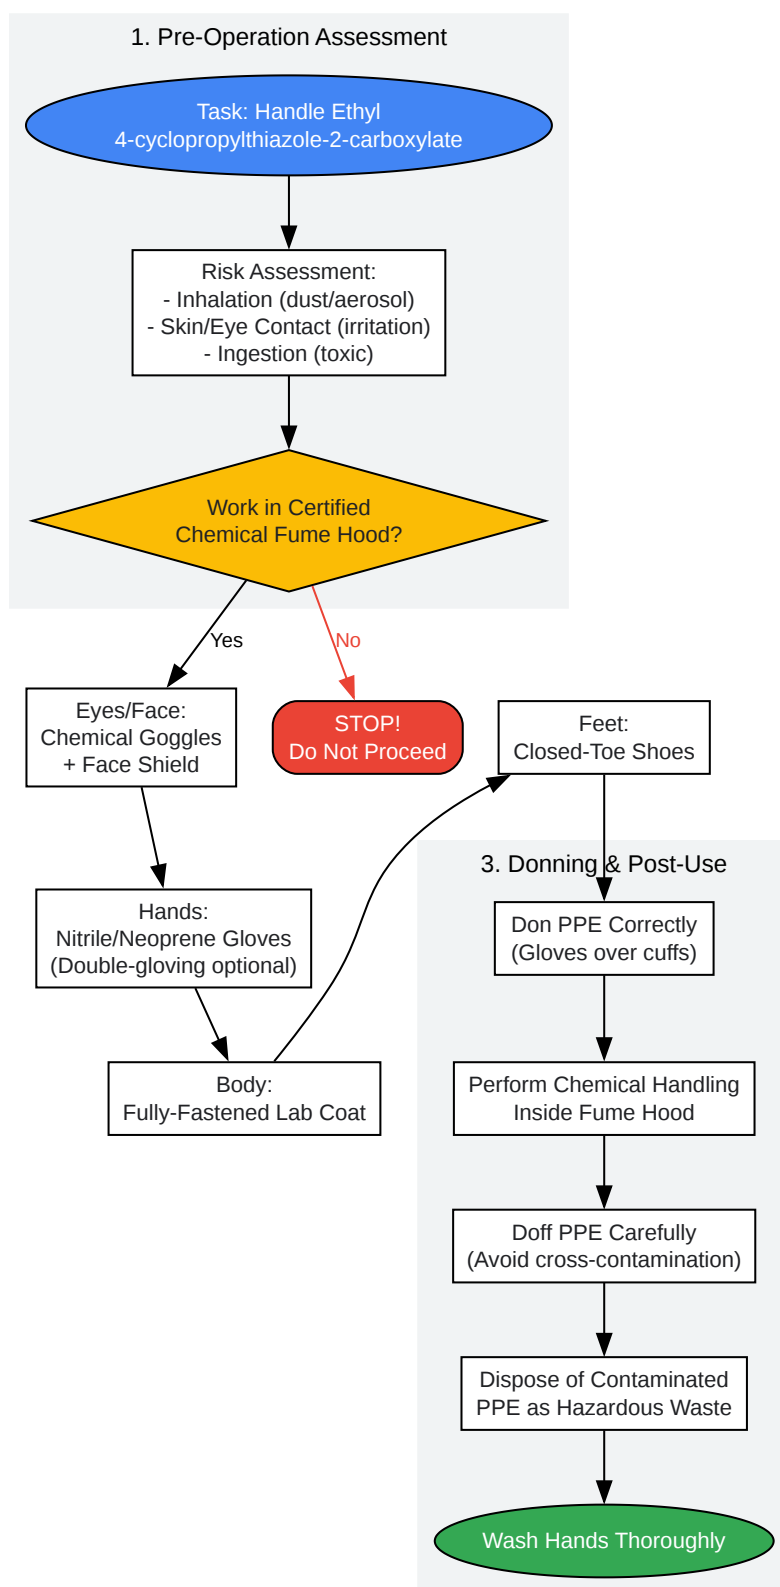 1. Pre-Operation Assessment
Task: Handle Ethyl
4-cyclopropylthiazole-2-carboxylate
Risk Assessment:
- Inhalation (dust/aerosol)
- Skin/Eye Contact (irritation)
- Ingestion (toxic)
Work in Certified
Chemical Fume Hood?
Yes
No
Eyes/Face:
Chemical Goggles
+ Face Shield
STOP!
Do Not Proceed
Feet:
Closed-Toe Shoes
Hands:
Nitrile/Neoprene Gloves
(Double-gloving optional)
Body:
Fully-Fastened Lab Coat
3. Donning & Post-Use
Don PPE Correctly
(Gloves over cuffs)
Perform Chemical Handling
Inside Fume Hood
Doff PPE Carefully
(Avoid cross-contamination)
Dispose of Contaminated
PPE as Hazardous Waste
Wash Hands Thoroughly